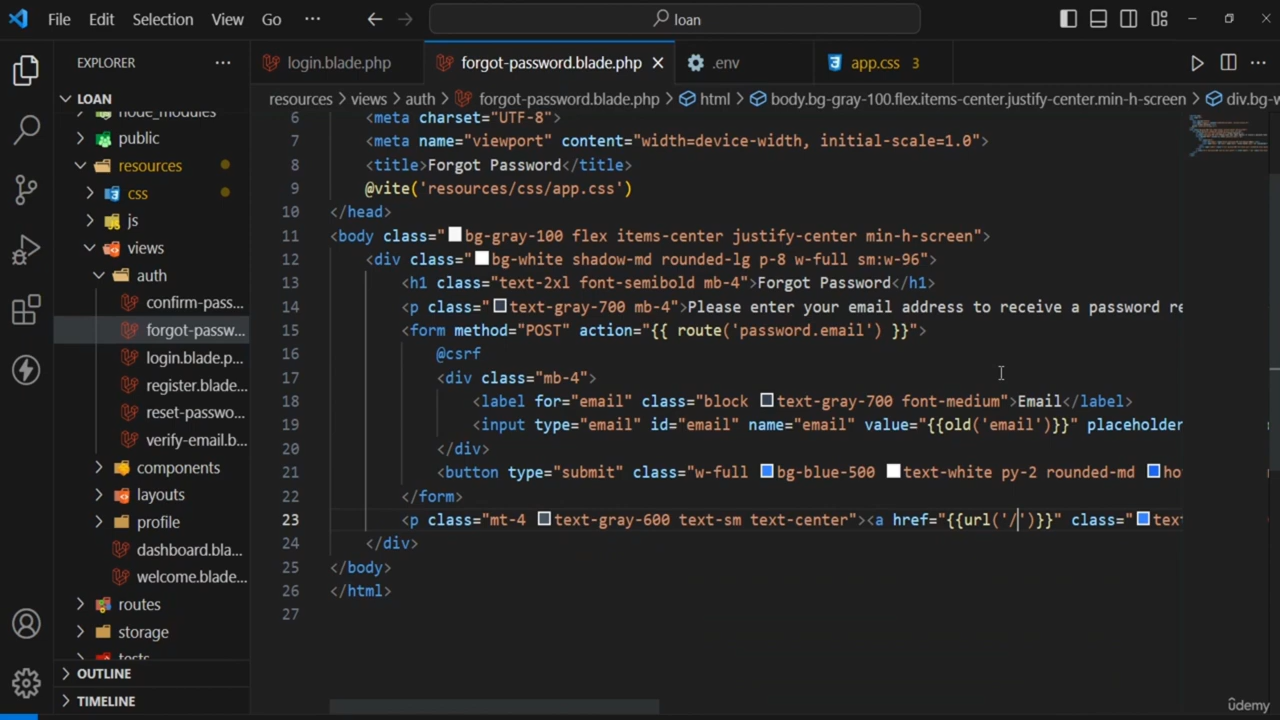 File Edit Selection View Go ··· loan
EXPLORER ···
login.blade.php forgot-password.blade.php .env app.css 3
LOAN
resources views auth forgot-password.blade.php html body.bg-gray-100.flex.items-center.justify-center.min-h-screen
node_modules
public
resources
css
js
views
auth
confirm-pass...
forgot-passw...
login.blade.p...
register.blade...
reset-passwo...
verify-email.b...
components
layouts
profile
dashboard.bla...
welcome.blade...
routes
storage
tests
OUTLINE
TIMELINE
6 <meta charset="UTF-8">
7 <meta name="viewport" content="width=device-width, initial-scale=1.0">
8 <title>Forgot Password</title>
9 @vite('resources/css/app.css')
10 </head>
11 <body class="bg-gray-100 flex items-center justify-center min-h-screen">
12 <div class="bg-white shadow-md rounded-lg p-8 w-full sm:w-96">
13 <h1 class="text-2xl font-semibold mb-4">Forgot Password</h1>
14 <p class="text-gray-700 mb-4">Please enter your email address to receive a password re
15 <form method="POST" action="{{ route('password.email') }}">
16 @csrf
17 <div class="mb-4">
18 <label for="email" class="block text-gray-700 font-medium">Email</label>
19 <input type="email" id="email" name="email" value="{{old('email')}}" placeholder
20 </div>
21 <button type="submit" class="w-full bg-blue-500 text-white py-2 rounded-md ho
22 </form>
23 <p class="mt-4 text-gray-600 text-sm text-center"><a href="{{url('/')}}" class="text
24 </div>
25 </body>
26 </html>
27
ûdemy